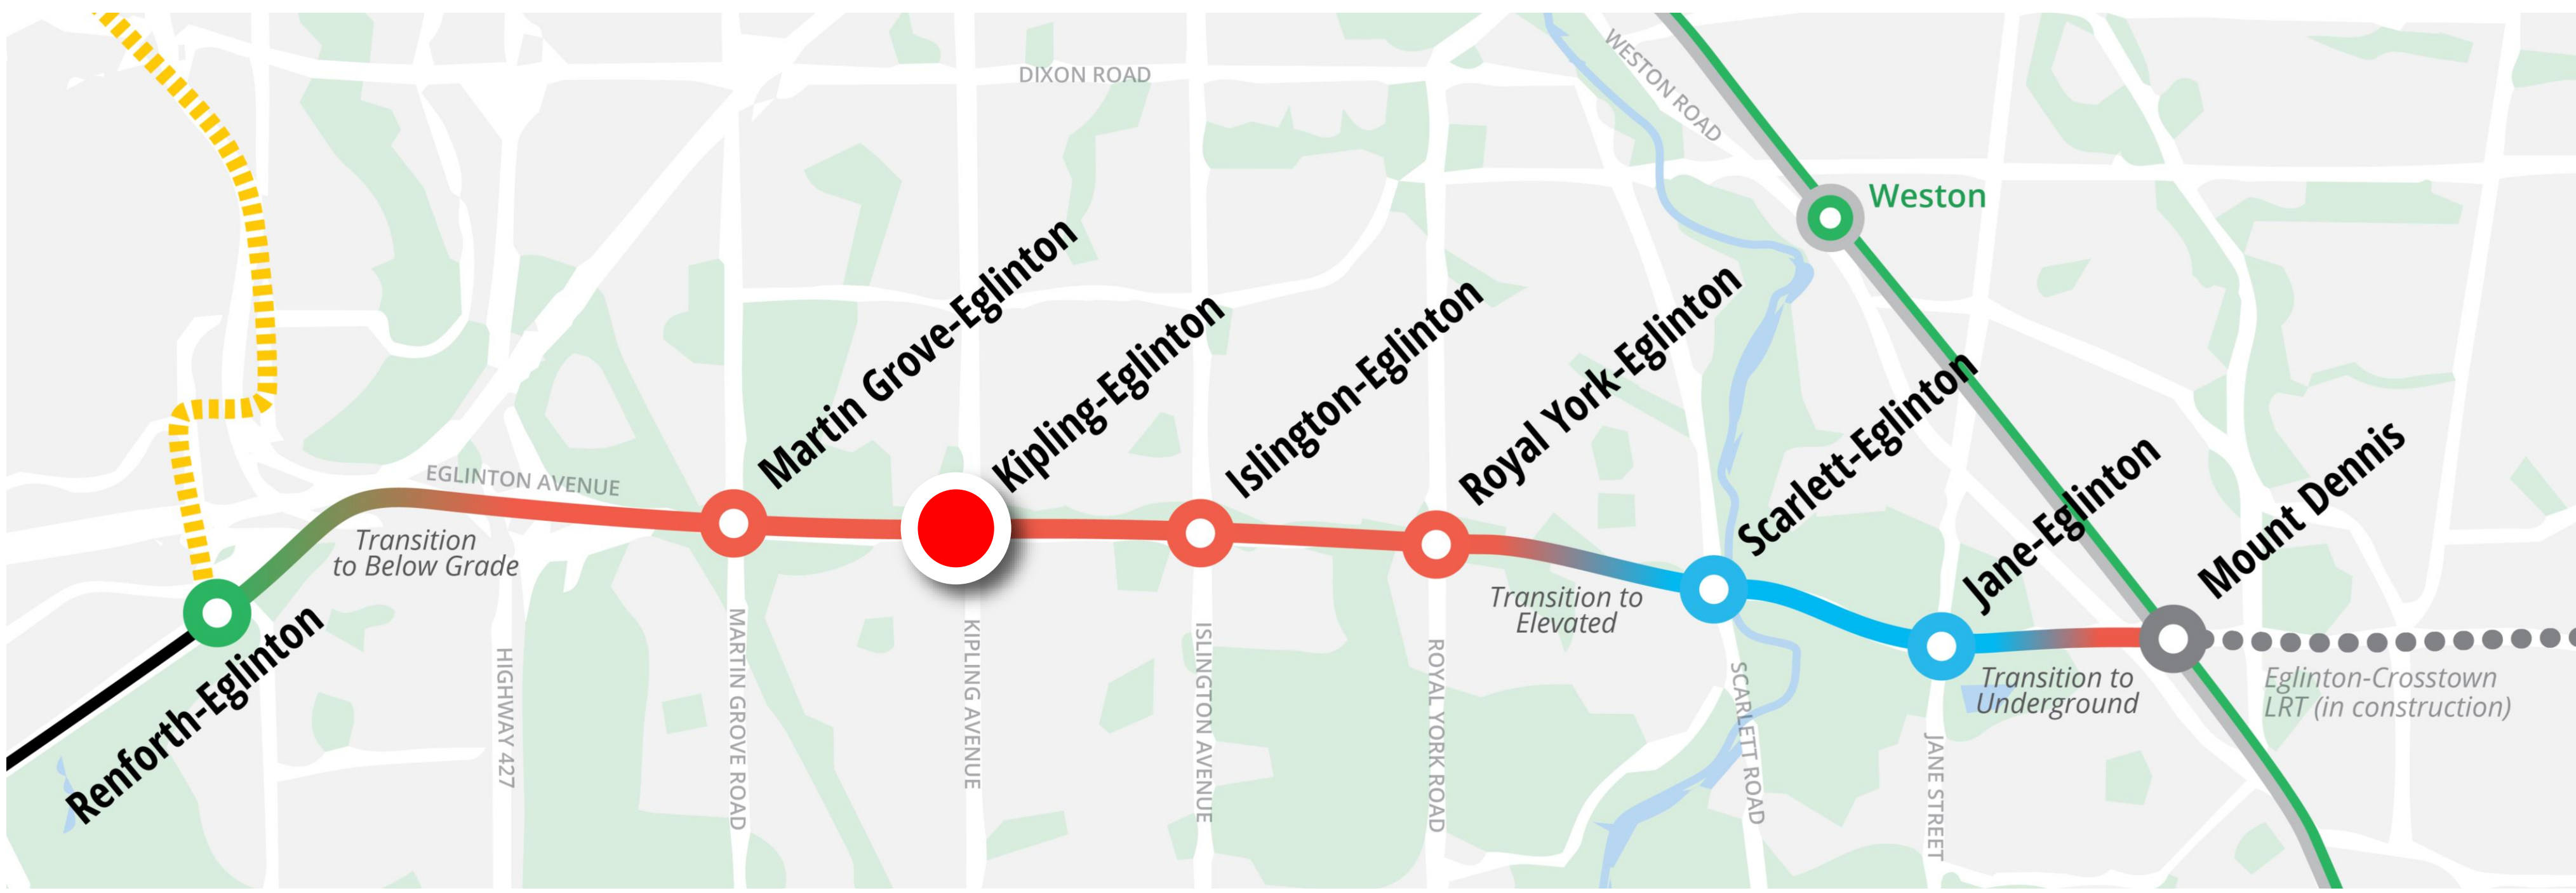 DIXON ROAD
WESTON ROAD
Weston
Martin Grove-Eglinton
Kipling-Eglinton
Islington-Eglinton
Royal York-Eglinton
Scarlett-Eglinton
Jane-Eglinton
Mount Dennis
EGLINTON AVENUE
Transition
to Below Grade
Renforth-Eglinton
Transition to
Elevated
Transition to
Underground
Eglinton-Crosstown
LRT (in construction)
HIGHWAY 427
MARTIN GROVE ROAD
KIPLING AVENUE
ISLINGTON AVENUE
ROYAL YORK ROAD
SCARLETT ROAD
JANE STREET